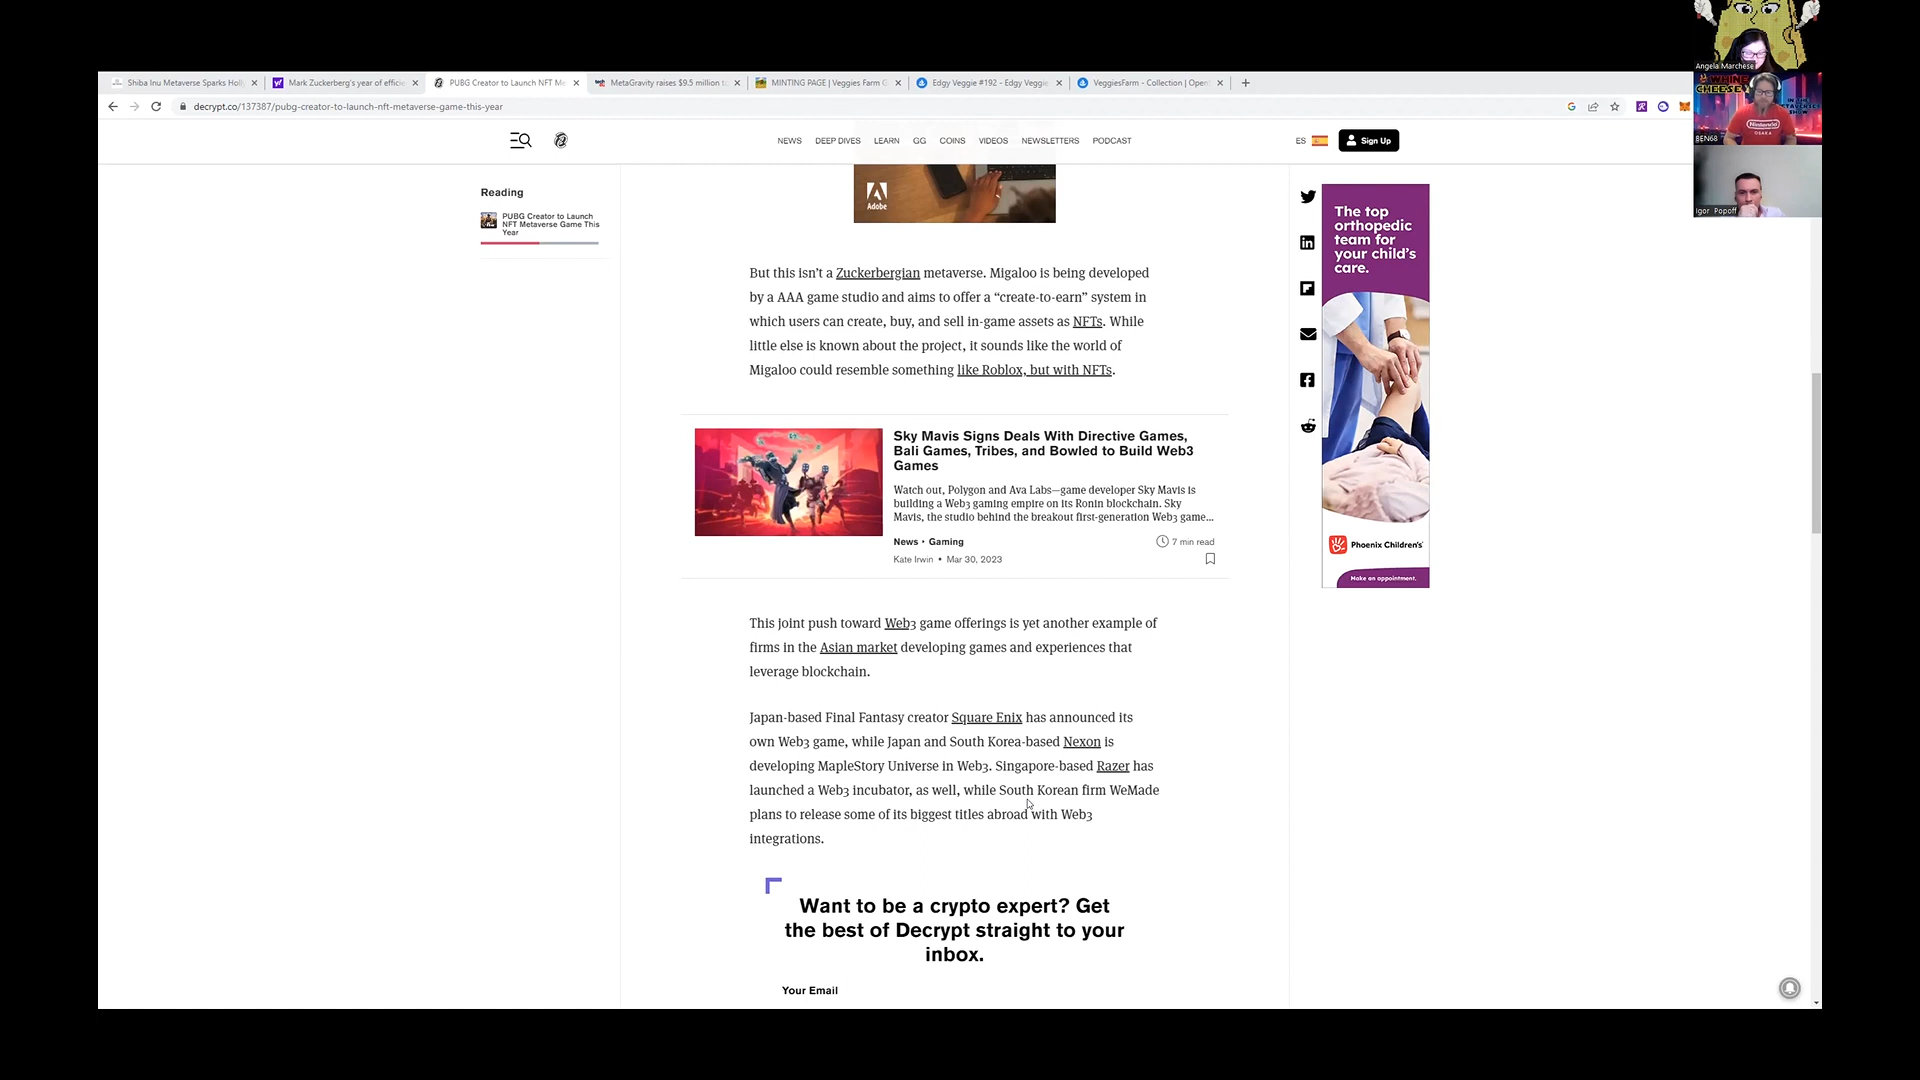 Shiba Inu Metaverse Sparks Holl
Mark Zuckerberg's year of efficie
PUBG Creator to Launch NFT Me
MetaGravity raises $9.5 million t
MINTING PAGE | Veggies Farm G
Edgy Veggie #192 - Edgy Veggie
VeggiesFarm - Collection | Open
decrypt.co/137387/pubg-creator-to-launch-nft-metaverse-game-this-year
NEWS DEEP DIVES LEARN GG COINS VIDEOS NEWSLETTERS PODCAST
ES
Sign Up
Reading
PUBG Creator to Launch
NFT Metaverse Game This
Year
Adobe
But this isn't a Zuckerbergian metaverse. Migaloo is being developed
by a AAA game studio and aims to offer a “create-to-earn” system in
which users can create, buy, and sell in-game assets as NFTs. While
little else is known about the project, it sounds like the world of
Migaloo could resemble something like Roblox, but with NFTs.
Sky Mavis Signs Deals With Directive Games,
Bali Games, Tribes, and Bowled to Build Web3
Games
Watch out, Polygon and Ava Labs—game developer Sky Mavis is
building a Web3 gaming empire on its Ronin blockchain. Sky
Mavis, the studio behind the breakout first-generation Web3 game...
News • Gaming
7 min read
Kate Irwin • Mar 30, 2023
This joint push toward Web3 game offerings is yet another example of
firms in the Asian market developing games and experiences that
leverage blockchain.
Japan-based Final Fantasy creator Square Enix has announced its
own Web3 game, while Japan and South Korea-based Nexon is
developing MapleStory Universe in Web3. Singapore-based Razer has
launched a Web3 incubator, as well, while South Korean firm WeMade
plans to release some of its biggest titles abroad with Web3
integrations.
Want to be a crypto expert? Get
the best of Decrypt straight to your
inbox.
Your Email
The top
orthopedic
team for
your child's
care.
Phoenix Children's
Make an appointment.
Angela Marchese
WHINE
CHEESE
IN THE
METAVERSE
SHOW
Nintendo
OSAKA
BEN68
Igor Popoff